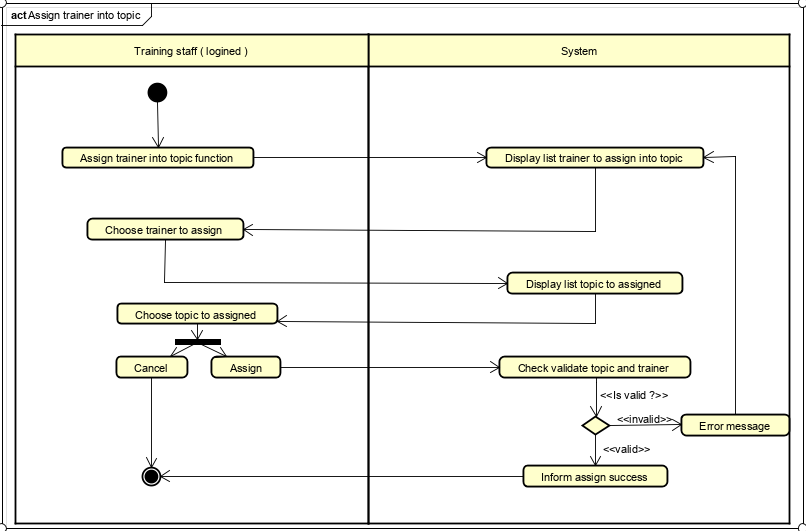 act Assign trainer into topic
Training staff ( logined )
System
Assign trainer into topic function
Display list trainer to assign into topic
Choose trainer to assign
Display list topic to assigned
Choose topic to assigned
Cancel
Assign
Check validate topic and trainer
<<Is valid ?>>
<<invalid>>
Error message
<<valid>>
Inform assign success